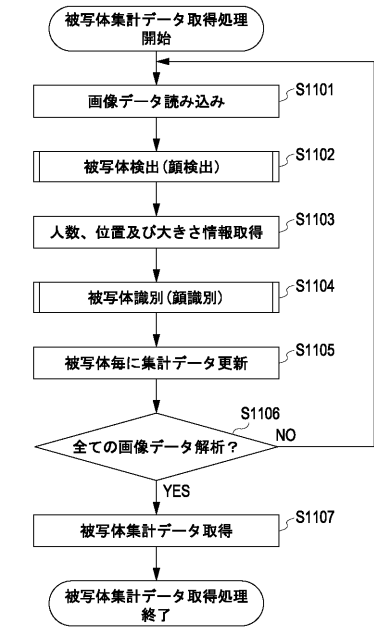 被写体集計データ取得処理
開始
画像データ読み込み
S1101
被写体検出(顔検出)
S1102
人数、位置及び大きさ情報取得
S1103
被写体識別(顔識別)
S1104
被写体毎に集計データ更新
S1105
S1106
全ての画像データ解析？
NO
YES
被写体集計データ取得
S1107
被写体集計データ取得処理
終了